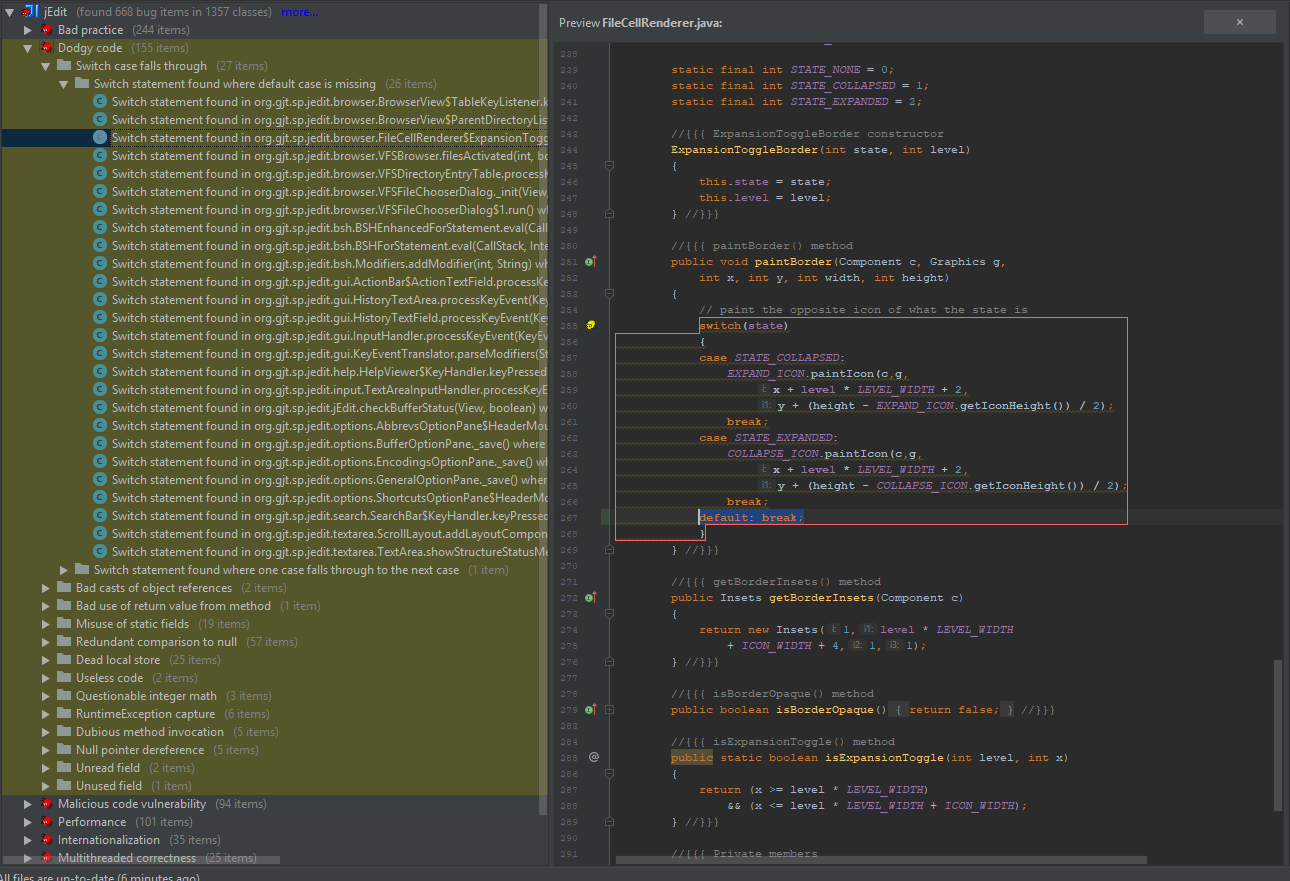 jEdit (found 668 bug items in 1357 classes) more...
Bad practice (244 items)
Dodgy code (155 items)
Switch case falls through (27 items)
Switch statement found where default case is missing (26 items)
Switch statement found in org.gjt.sp.jedit.browser.BrowserView$TableKeyListener.k
Switch statement found in org.gjt.sp.jedit.browser.BrowserView$ParentDirectoryLis
Switch statement found in org.gjt.sp.jedit.browser.FileCellRenderer$ExpansionTogg
Switch statement found in org.gjt.sp.jedit.browser.VFSBrowser.filesActivated(int, bo
Switch statement found in org.gjt.sp.jedit.browser.VFSDirectoryEntryTable.processK
Switch statement found in org.gjt.sp.jedit.browser.VFSFileChooserDialog._init(View,
Switch statement found in org.gjt.sp.jedit.browser.VFSFileChooserDialog$1.run() wh
Switch statement found in org.gjt.sp.jedit.bsh.BSHEnhancedForStatement.eval(Call
Switch statement found in org.gjt.sp.jedit.bsh.BSHForStatement.eval(CallStack, Inte
Switch statement found in org.gjt.sp.jedit.bsh.Modifiers.addModifier(int, String) wh
Switch statement found in org.gjt.sp.jedit.gui.ActionBar$ActionTextField.processKey
Switch statement found in org.gjt.sp.jedit.gui.HistoryTextArea.processKeyEvent(Key
Switch statement found in org.gjt.sp.jedit.gui.HistoryTextField.processKeyEvent(Key
Switch statement found in org.gjt.sp.jedit.gui.InputHandler.processKeyEvent(KeyEv
Switch statement found in org.gjt.sp.jedit.gui.KeyEventTranslator.parseModifiers(St
Switch statement found in org.gjt.sp.jedit.help.HelpViewer$KeyHandler.keyPressed
Switch statement found in org.gjt.sp.jedit.input.TextAreaInputHandler.processKeyE
Switch statement found in org.gjt.sp.jedit.jEdit.checkBufferStatus(View, boolean) w
Switch statement found in org.gjt.sp.jedit.options.AbbrevsOptionPane$HeaderMou
Switch statement found in org.gjt.sp.jedit.options.BufferOptionPane._save() where
Switch statement found in org.gjt.sp.jedit.options.EncodingsOptionPane._save() wh
Switch statement found in org.gjt.sp.jedit.options.GeneralOptionPane._save() wher
Switch statement found in org.gjt.sp.jedit.options.ShortcutsOptionPane$HeaderMo
Switch statement found in org.gjt.sp.jedit.search.SearchBar$KeyHandler.keyPressed
Switch statement found in org.gjt.sp.jedit.textarea.ScrollLayout.addLayoutCompon
Switch statement found in org.gjt.sp.jedit.textarea.TextArea.showStructureStatusMe
Switch statement found where one case falls through to the next case (1 item)
Bad casts of object references (2 items)
Bad use of return value from method (1 item)
Misuse of static fields (19 items)
Redundant comparison to null (57 items)
Dead local store (25 items)
Useless code (2 items)
Questionable integer math (3 items)
RuntimeException capture (6 items)
Dubious method invocation (5 items)
Null pointer dereference (5 items)
Unread field (2 items)
Unused field (1 item)
Malicious code vulnerability (94 items)
Performance (101 items)
Internationalization (35 items)
Multithreaded correctness (25 items)
All files are up-to-date (6 minutes ago)
Preview FileCellRenderer.java:
238
239 static final int STATE_NONE = 0;
240 static final int STATE_COLLAPSED = 1;
241 static final int STATE_EXPANDED = 2;
242
243 //{{{ ExpansionToggleBorder constructor
244 ExpansionToggleBorder(int state, int level)
245 {
246 this.state = state;
247 this.level = level;
248 } //}}}
249
250 //{{{ paintBorder() method
251 public void paintBorder(Component c, Graphics g,
252 int x, int y, int width, int height)
253 {
254 // paint the opposite icon of what the state is
255 switch(state)
256 {
257 case STATE_COLLAPSED:
258 EXPAND_ICON.paintIcon(c,g,
259 i: x + level * LEVEL_WIDTH + 2,
260 i1: y + (height - EXPAND_ICON.getIconHeight()) / 2);
261 break;
262 case STATE_EXPANDED:
263 COLLAPSE_ICON.paintIcon(c,g,
264 i: x + level * LEVEL_WIDTH + 2,
265 i1: y + (height - COLLAPSE_ICON.getIconHeight()) / 2);
266 break;
267 default: break;
268 }
269 } //}}}
270
271 //{{{ getBorderInsets() method
272 public Insets getBorderInsets(Component c)
273 {
274 return new Insets( i: 1, i1: level * LEVEL_WIDTH
275 + ICON_WIDTH + 4, i2: 1, i3: 1);
276 } //}}}
277
278 //{{{ isBorderOpaque() method
279 public boolean isBorderOpaque() { return false; } //}}}
283
284 //{{{ isExpansionToggle() method
285 @ public static boolean isExpansionToggle(int level, int x)
286 {
287 return (x >= level * LEVEL_WIDTH)
288 && (x <= level * LEVEL_WIDTH + ICON_WIDTH);
289 } //}}}
290
291 //{{{ Private members